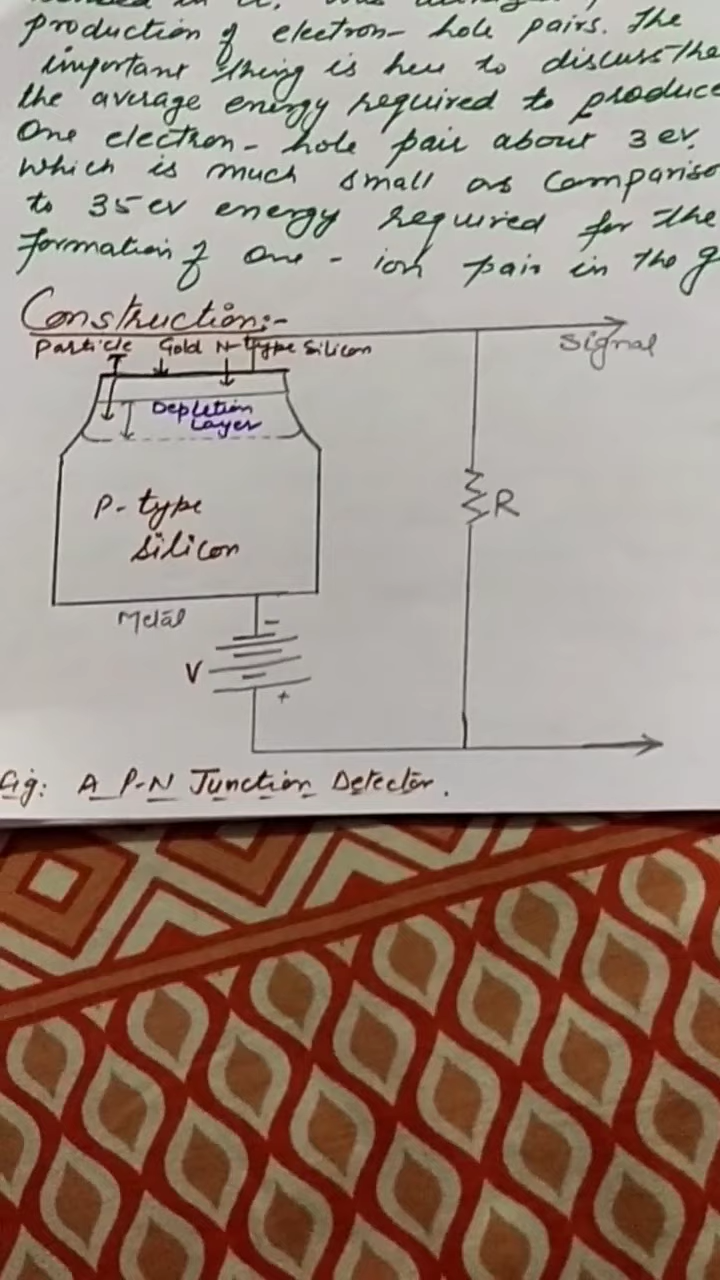 production of electron- hole pairs. The
important thing is here to discuss the
the average energy required to produce
One electron- hole pair about 3 ev.
which is much small as Compariso
to 35 ev energy required for the
formation of one - ion pair in the g
Construction:-
Signal
Particle Gold N-type Silicon
Depletion
Layer
R
P-type
Silicon
Metal
-
V
+
Fig: A P-N Junction Detector.